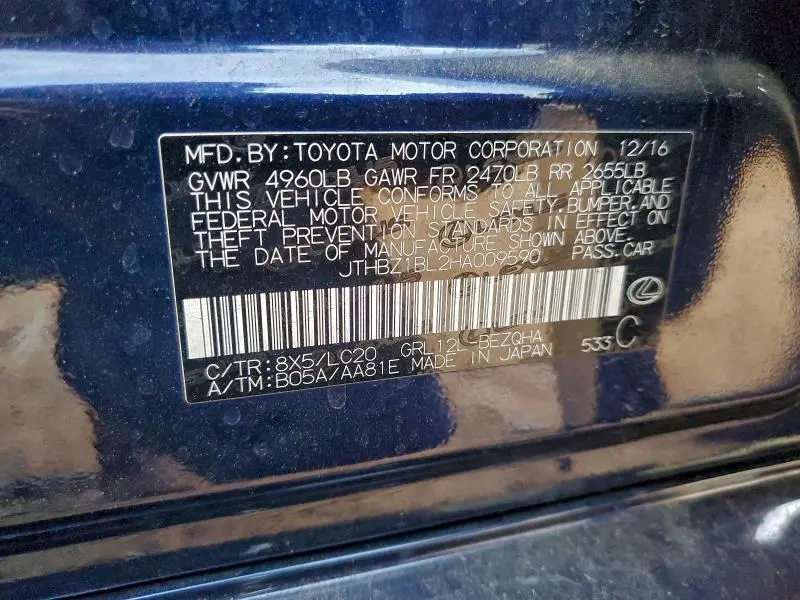 MFD.BY:TOYOTA MOTOR CORPORATION 12/16
GVWR 4960LB GAWR FR 2470LB RR 2655LB
THIS VEHICLE CONFORMS TO ALL APPLICABLE
FEDERAL MOTOR VEHICLE SAFETY,BUMPER,AND
THEFT PREVENTION STANDARDS IN EFFECT ON
THE DATE OF MANUFACTURE SHOWN ABOVE.
JTHBZ1BL2HA009590 PASS.CAR
C/TR:8X5/LC20 GRL12L-BEZQHA 533 C
A/TM:B05A/AA81E MADE IN JAPAN